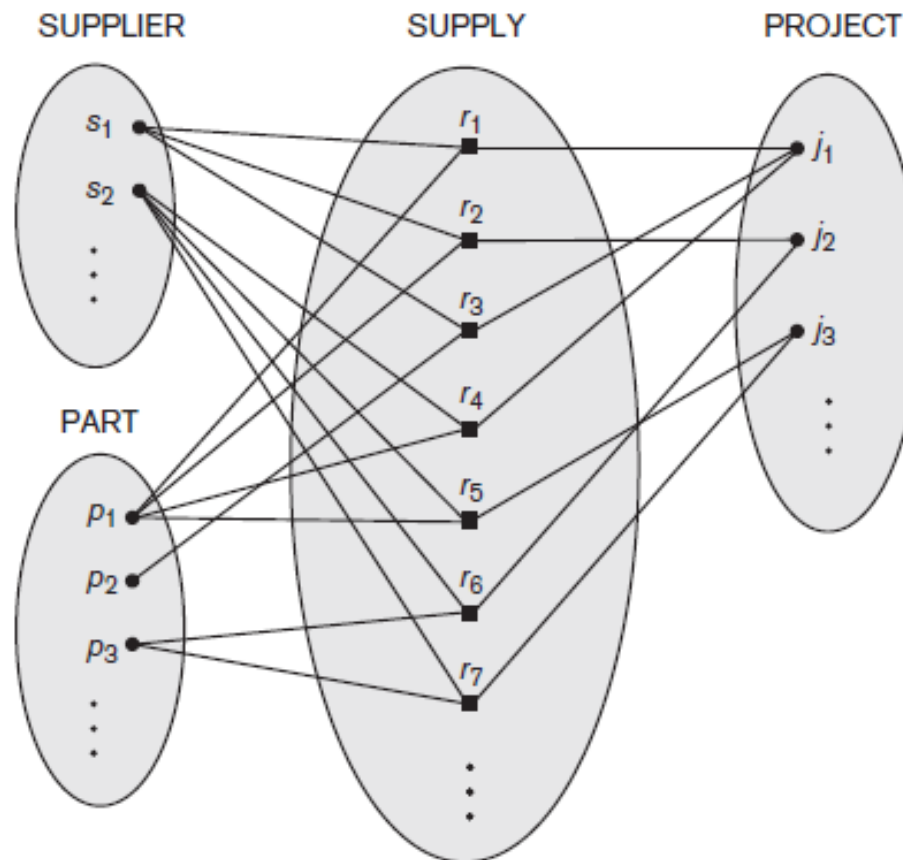 SUPPLIER
s1
s2
PART
p1
p2
p3
SUPPLY
r1
r2
r3
r4
r5
r6
r7
PROJECT
j1
j2
j3